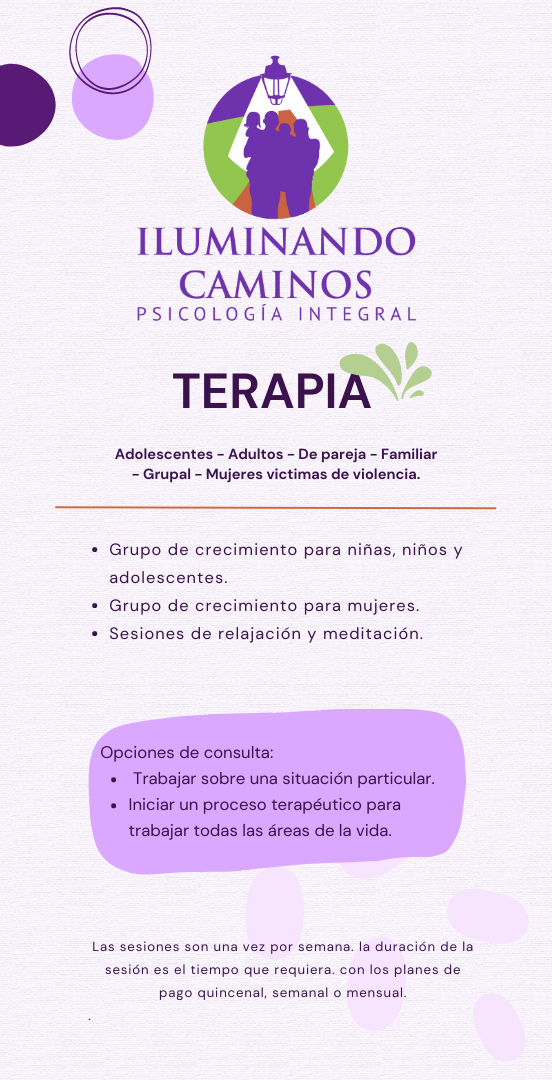 ILUMINANDO
CAMINOS
PSICOLOGÍA INTEGRAL
TERAPIA
Adolescentes - Adultos - De pareja - Familiar
- Grupal - Mujeres victimas de violencia.
• Grupo de crecimiento para niñas, niños y
adolescentes.
• Grupo de crecimiento para mujeres.
• Sesiones de relajación y meditación.
Opciones de consulta:
• Trabajar sobre una situación particular.
• Iniciar un proceso terapéutico para
trabajar todas las áreas de la vida.
Las sesiones son una vez por semana. la duración de la
sesión es el tiempo que requiera. con los planes de
pago quincenal, semanal o mensual.
.